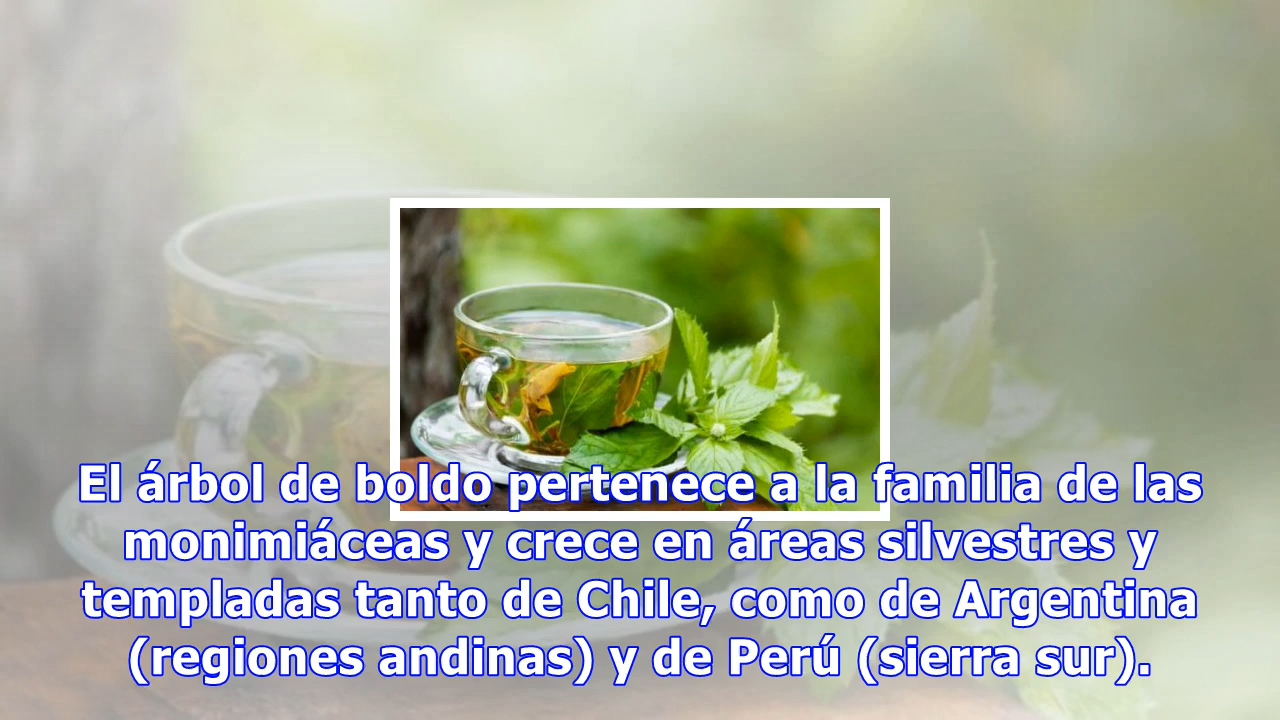 El árbol de boldo pertenece a la familia de las
monimiáceas y crece en áreas silvestres y
templadas tanto de Chile, como de Argentina
(regiones andinas) y de Perú (sierra sur).